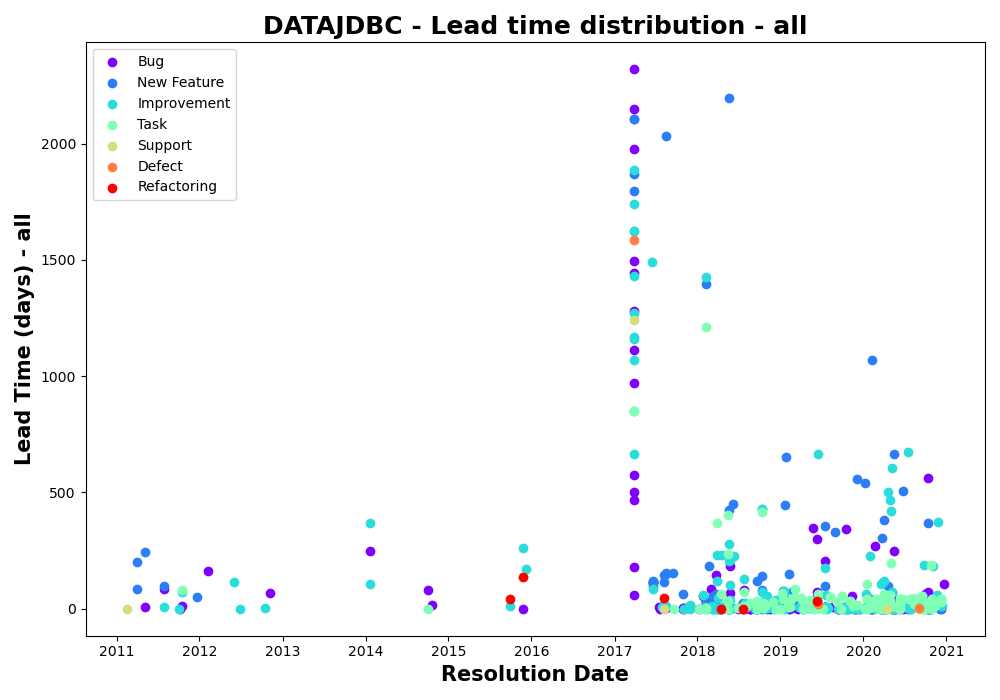 DATAJDBC - Lead time distribution - all
Bug
New Feature
Improvement
Task
Support
Defect
Refactoring
Lead Time (days) - all
2000
1500
1000
500
0
2011 2012 2013 2014 2015 2016 2017 2018 2019 2020 2021
Resolution Date